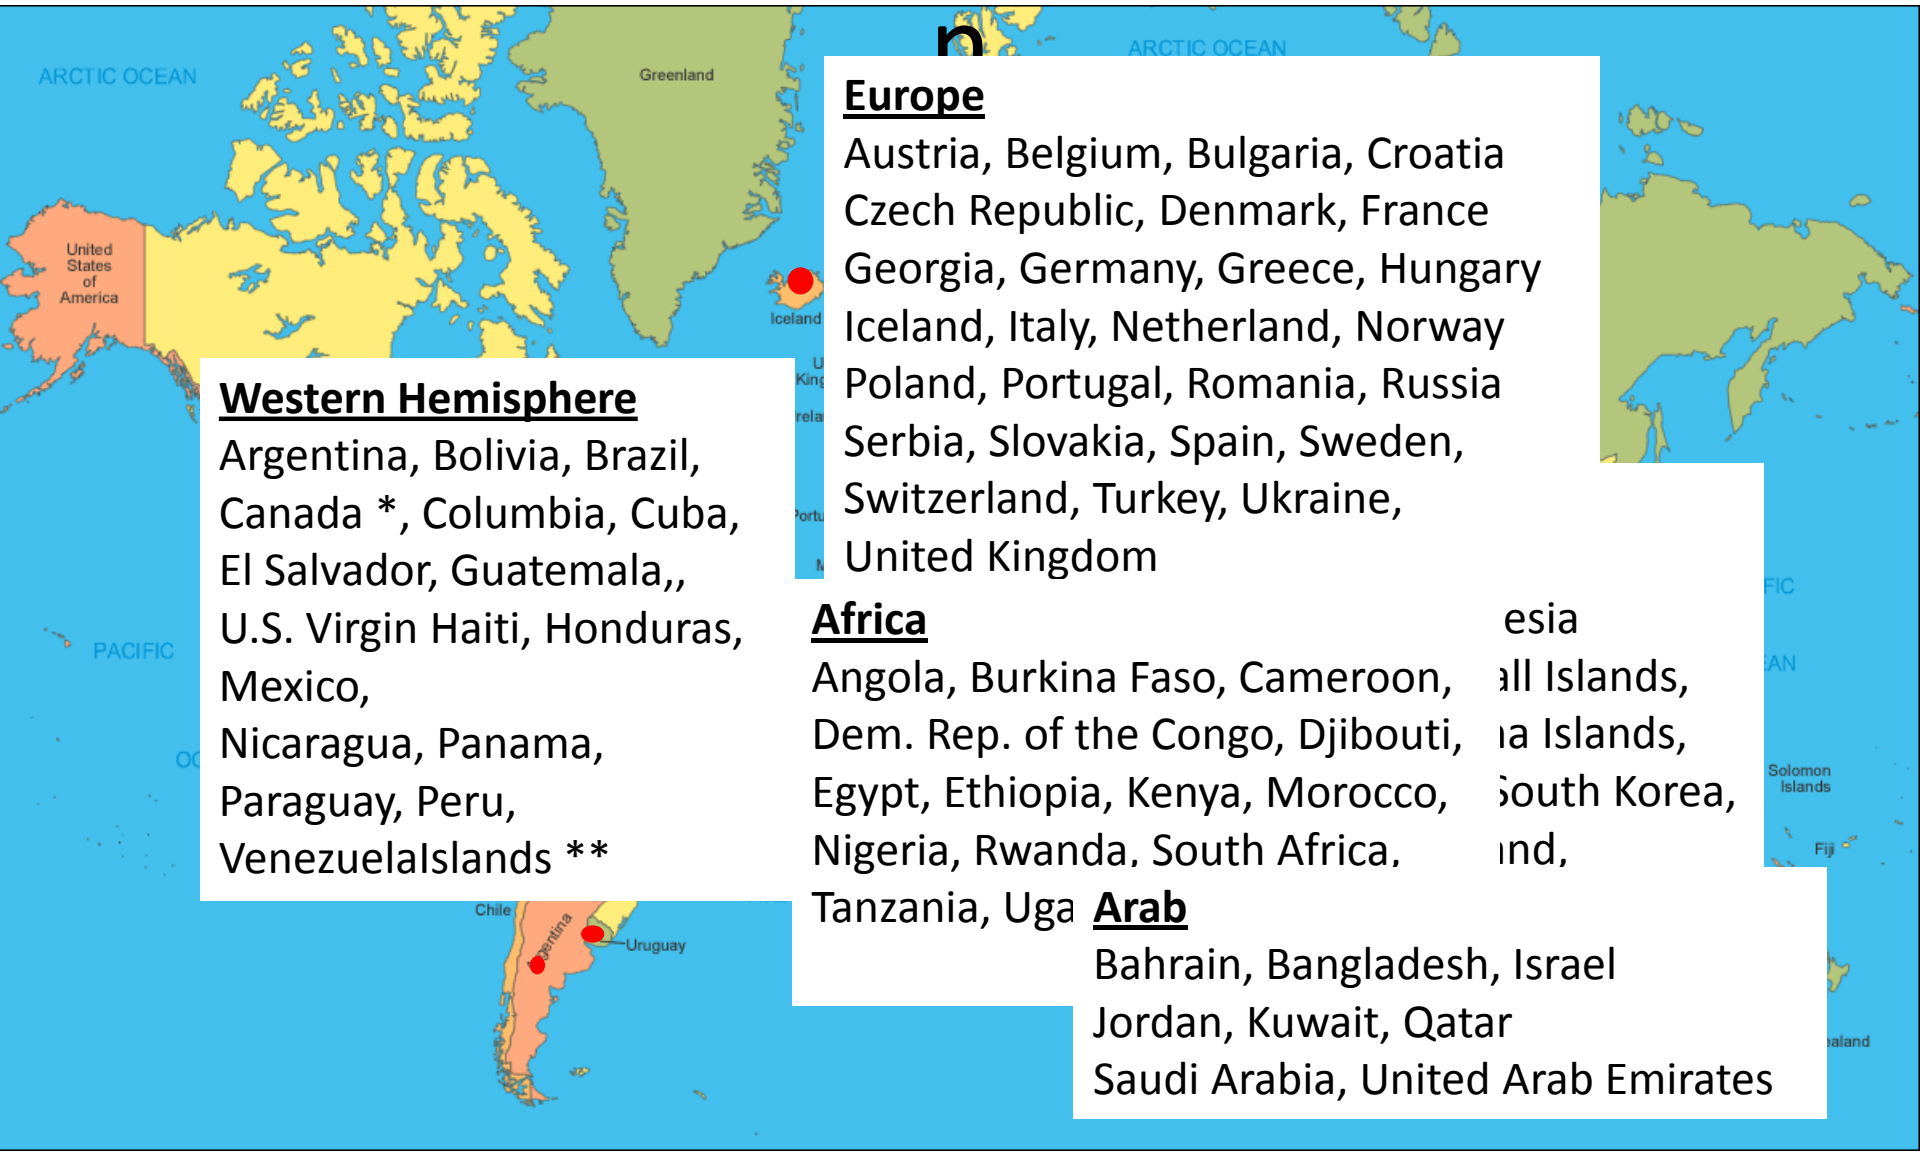 ARCTIC OCEAN
Greenland
ARCTIC OCEAN
United
States
of
America
Iceland
Europe
Austria, Belgium, Bulgaria, Croatia
Czech Republic, Denmark, France
Georgia, Germany, Greece, Hungary
Iceland, Italy, Netherland, Norway
Poland, Portugal, Romania, Russia
Serbia, Slovakia, Spain, Sweden,
Switzerland, Turkey, Ukraine,
United Kingdom
Western Hemisphere
Argentina, Bolivia, Brazil,
Canada *, Columbia, Cuba,
El Salvador, Guatemala,,
U.S. Virgin Haiti, Honduras,
Mexico,
Nicaragua, Panama,
Paraguay, Peru,
VenezuelaIslands **
Africa
Angola, Burkina Faso, Cameroon,
Dem. Rep. of the Congo, Djibouti,
Egypt, Ethiopia, Kenya, Morocco,
Nigeria, Rwanda, South Africa,
Tanzania,
Islands,
Islands,
South Korea,
Arab
Bahrain, Bangladesh, Israel
Jordan, Kuwait, Qatar
Saudi Arabia, United Arab Emirates
PACIFIC
Solomon
Islands
Fiji
Chile
Argentina
Uruguay